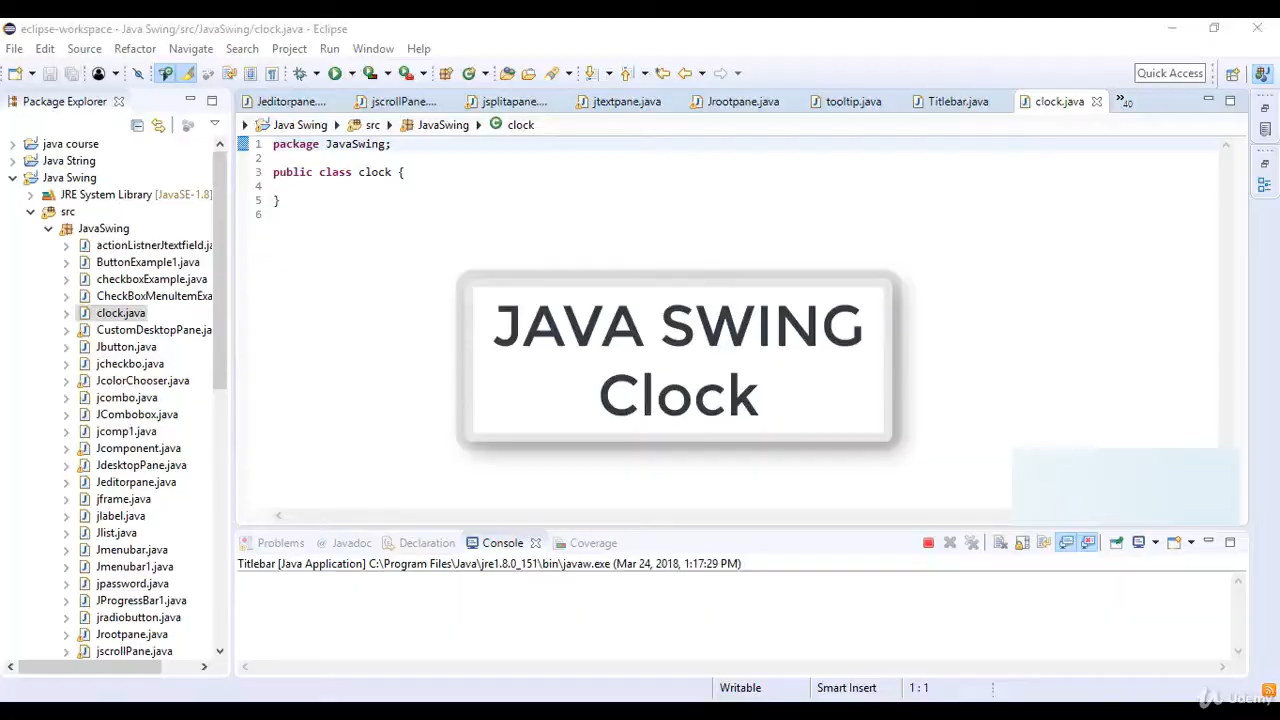 eclipse-workspace - Java Swing/src/JavaSwing/clock.java - Eclipse
File Edit Source Refactor Navigate Search Project Run Window Help
Quick Access
Package Explorer
Jeditorpane.... jscrollPane.... jsplitapane.... jtextpane.java Jrootpane.java tooltip.java Titlebar.java clock.java »40
Java Swing src JavaSwing clock
java course
Java String
Java Swing
JRE System Library [JavaSE-1.8]
src
JavaSwing
actionListnerJtextfield.ja
ButtonExample1.java
checkboxExample.java
CheckBoxMenuItemExa
clock.java
CustomDesktopPane.ja
Jbutton.java
jcheckbo.java
JcolorChooser.java
jcombo.java
JCombobox.java
jcomp1.java
Jcomponent.java
JdesktopPane.java
Jeditorpane.java
jframe.java
jlabel.java
Jlist.java
Jmenubar.java
Jmenubar1.java
jpassword.java
JProgressBar1.java
jradiobutton.java
Jrootpane.java
jscrollPane.java
1 package JavaSwing;
2
3 public class clock {
4
5 }
6
JAVA SWING
Clock
Problems @ Javadoc Declaration Console Coverage
Titlebar [Java Application] C:\Program Files\Java\jre1.8.0_151\bin\javaw.exe (Mar 24, 2018, 1:17:29 PM)
Writable Smart Insert 1 : 1
Udemy